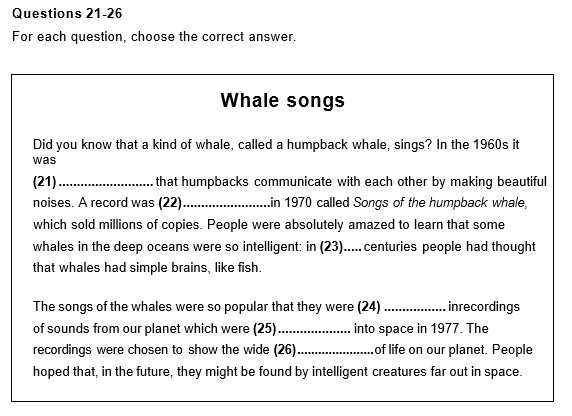 Questions 21-26
For each question, choose the correct answer.
Whale songs
Did you know that a kind of whale, called a humpback whale, sings? In the 1960s it
was
(21)........................... that humpbacks communicate with each other by making beautiful
noises. A record was (22).........................in 1970 called Songs of the humpback whale,
which sold millions of copies. People were absolutely amazed to learn that some
whales in the deep oceans were so intelligent: in (23)..... centuries people had thought
that whales had simple brains, like fish.
The songs of the whales were so popular that they were (24) .................. inrecordings
of sounds from our planet which were (25)..................... into space in 1977. The
recordings were chosen to show the wide (26)......................of life on our planet. People
hoped that, in the future, they might be found by intelligent creatures far out in space.